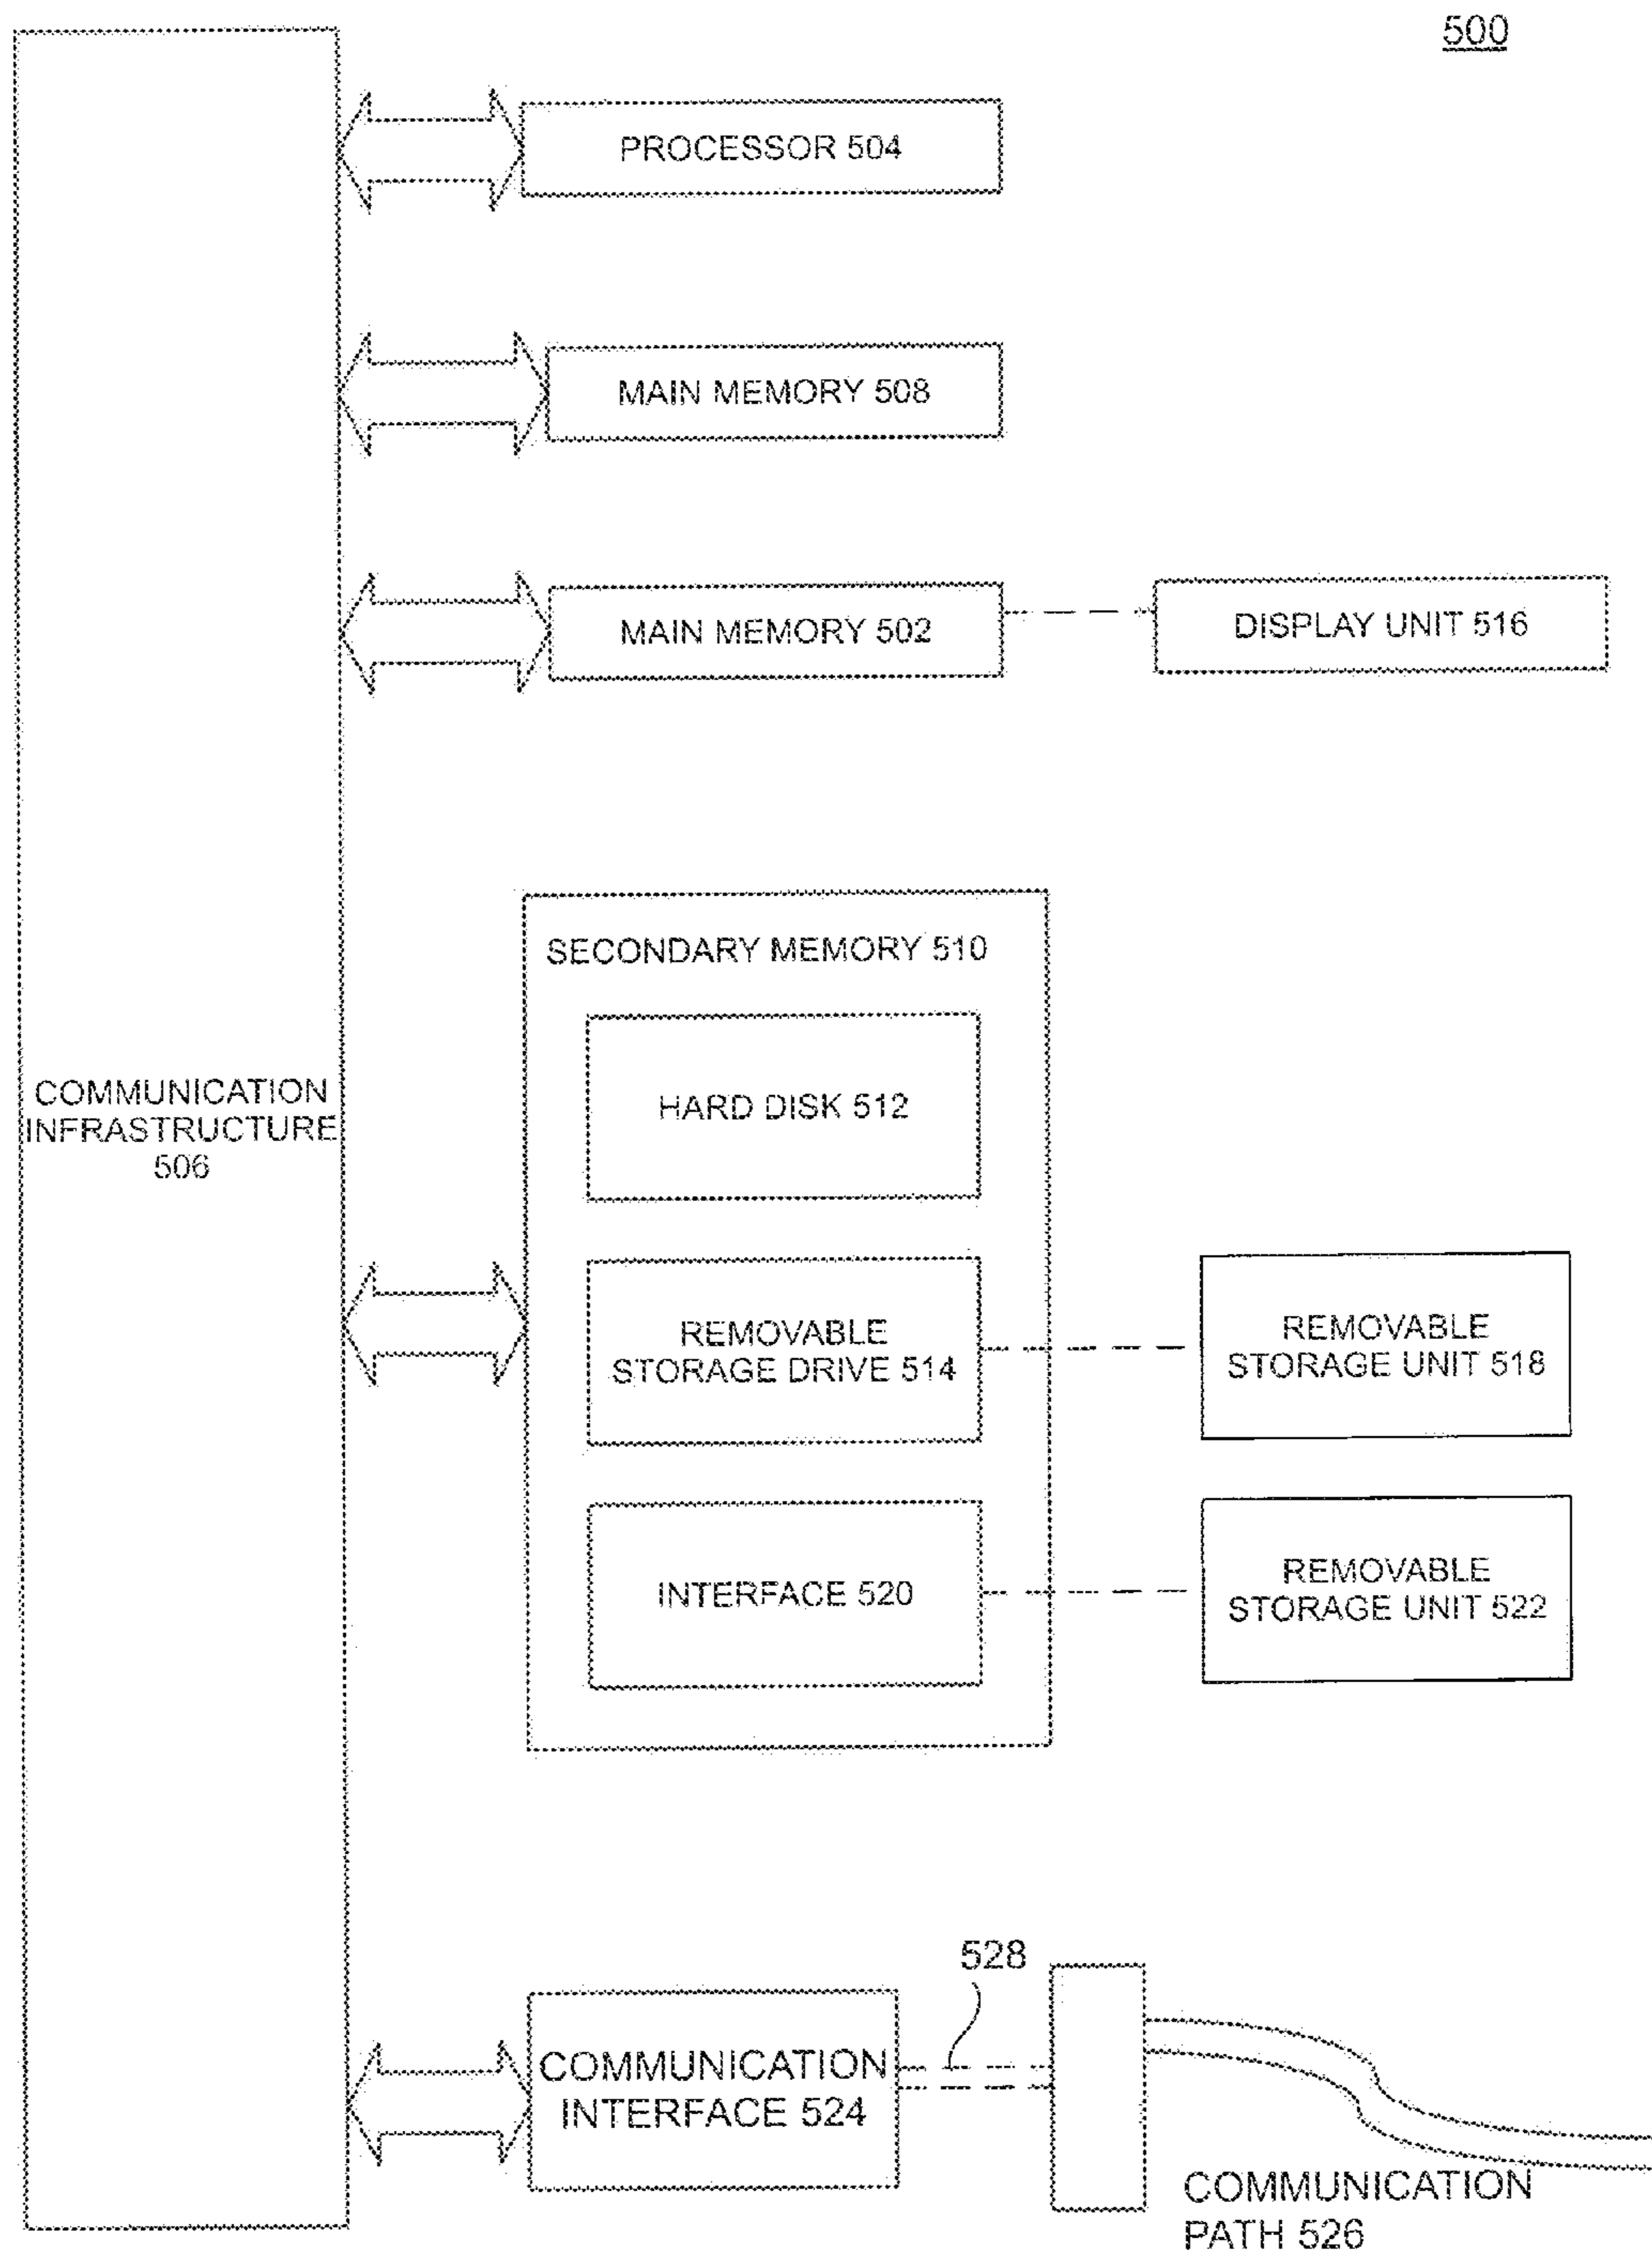 500
PROCESSOR 504
MAIN MEMORY 508
MAIN MEMORY 502
DISPLAY UNIT 516
SECONDARY MEMORY 510
HARD DISK 512
COMMUNICATION
INFRASTRUCTURE
506
REMOVABLE
STORAGE DRIVE 514
REMOVABLE
STORAGE UNIT 518
INTERFACE 520
REMOVABLE
STORAGE UNIT 522
528
COMMUNICATION
INTERFACE 524
COMMUNICATION
PATH 526